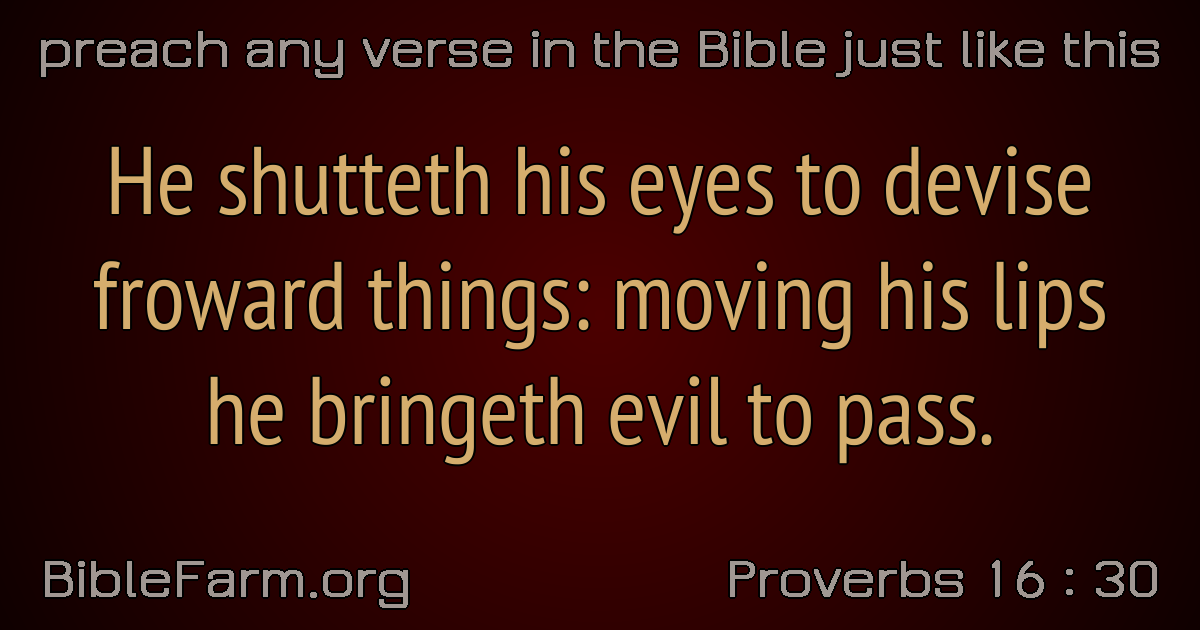 preach any verse in the Bible just like this
He shutteth his eyes to devise
froward things: moving his lips
he bringeth evil to pass.
BibleFarm.org
Proverbs 16 : 30